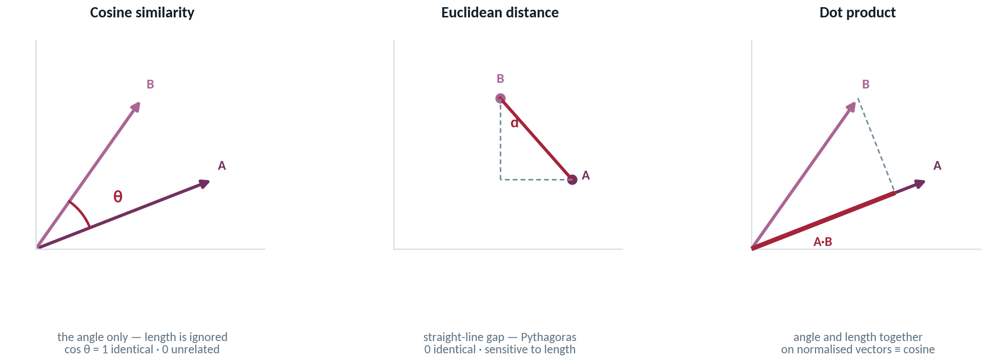 Cosine similarity
B
A
θ
the angle only — length is ignored
cos θ = 1 identical · 0 unrelated
Euclidean distance
B
d
A
straight-line gap — Pythagoras
0 identical · sensitive to length
Dot product
B
A
A·B
angle and length together
on normalised vectors ≡ cosine